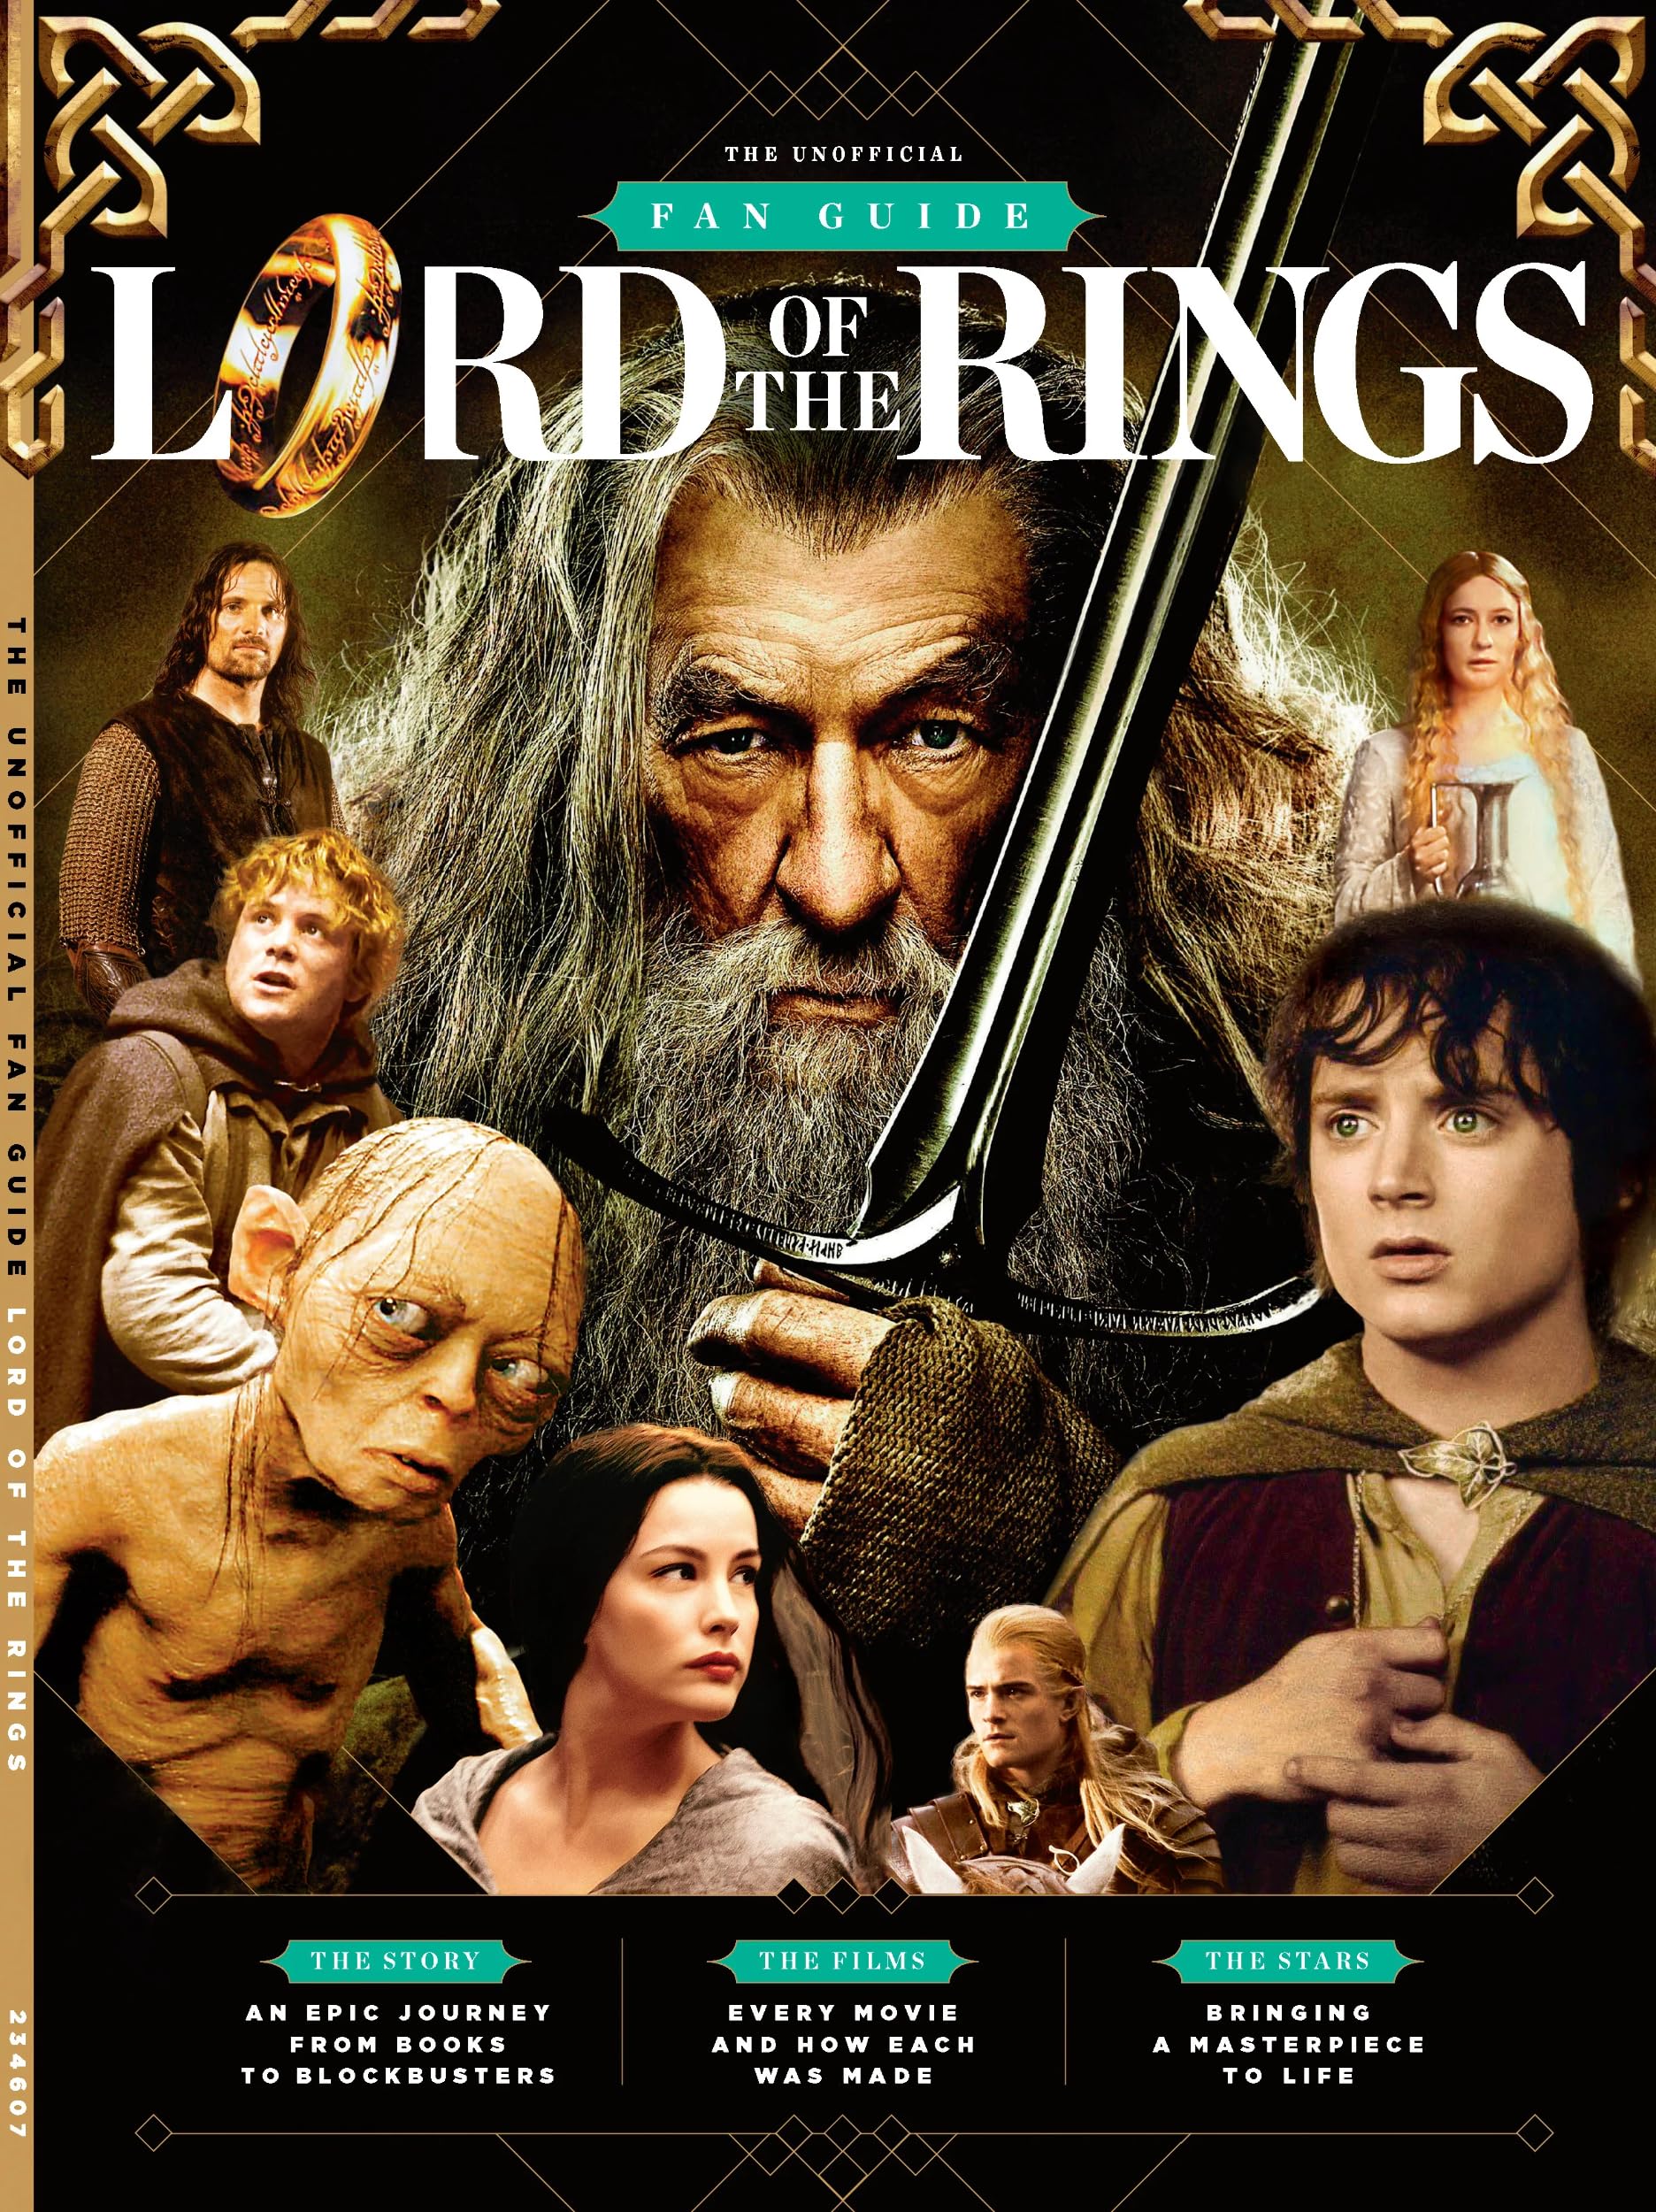 THE UNOFFICIAL
FAN GUIDE
LORD OF THE RINGS
THE STORY
AN EPIC JOURNEY
FROM BOOKS
TO BLOCKBUSTERS
THE FILMS
EVERY MOVIE
AND HOW EACH
WAS MADE
THE STARS
BRINGING
A MASTERPIECE
TO LIFE
THE UNOFFICIAL FAN GUIDE LORD OF THE RINGS
234607